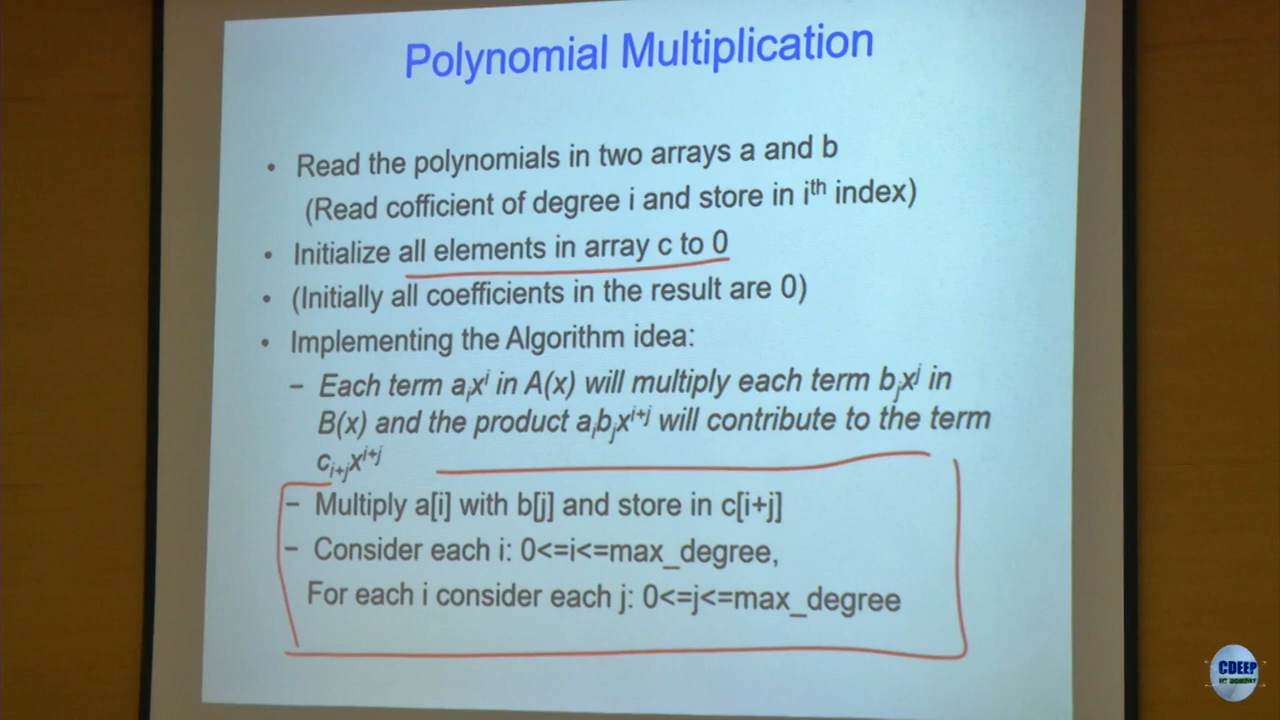 Polynomial Multiplication
• Read the polynomials in two arrays a and b
(Read cofficient of degree i and store in iᵗʰ index)
• Initialize all elements in array c to 0
• (Initially all coefficients in the result are 0)
• Implementing the Algorithm idea:
– Each term aᵢxⁱ in A(x) will multiply each term bⱼxʲ in
B(x) and the product aᵢbⱼxⁱ⁺ʲ will contribute to the term
cᵢ₊ⱼxⁱ⁺ʲ
– Multiply a[i] with b[j] and store in c[i+j]
– Consider each i: 0<=i<=max_degree,
For each i consider each j: 0<=j<=max_degree
CDEEP
IIT BOMBAY